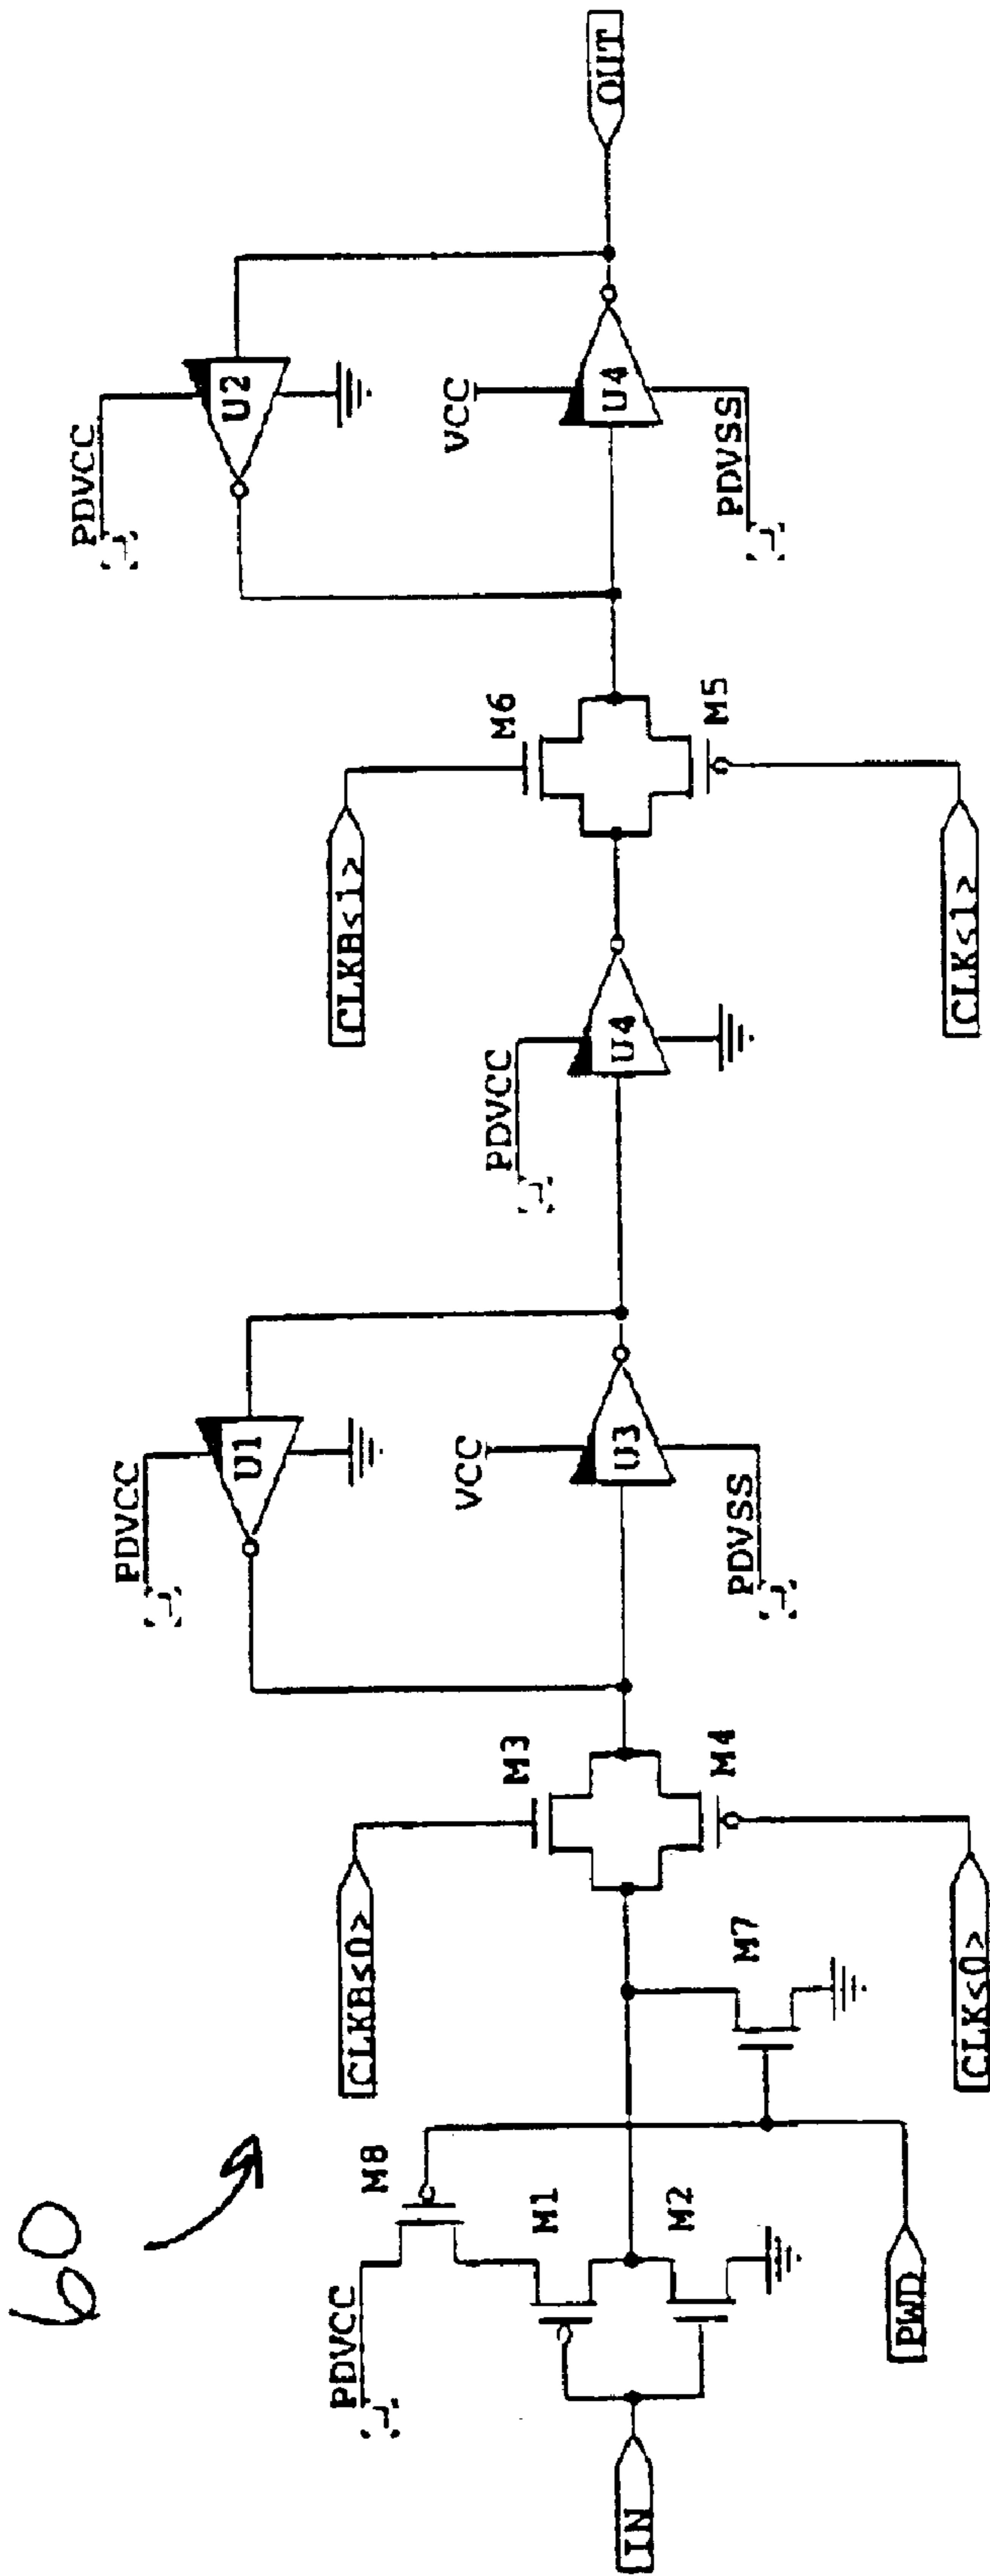 60
IN
PDVCC
M8
M1
M2
PWD
M7
CLKB<0>
M3
M4
CLK<0>
PDVCC
U1
VCC
U3
PDVSS
PDVCC
U4
CLKB<1>
M6
M5
CLK<1>
PDVCC
U2
VCC
U4
PDVSS
OUT